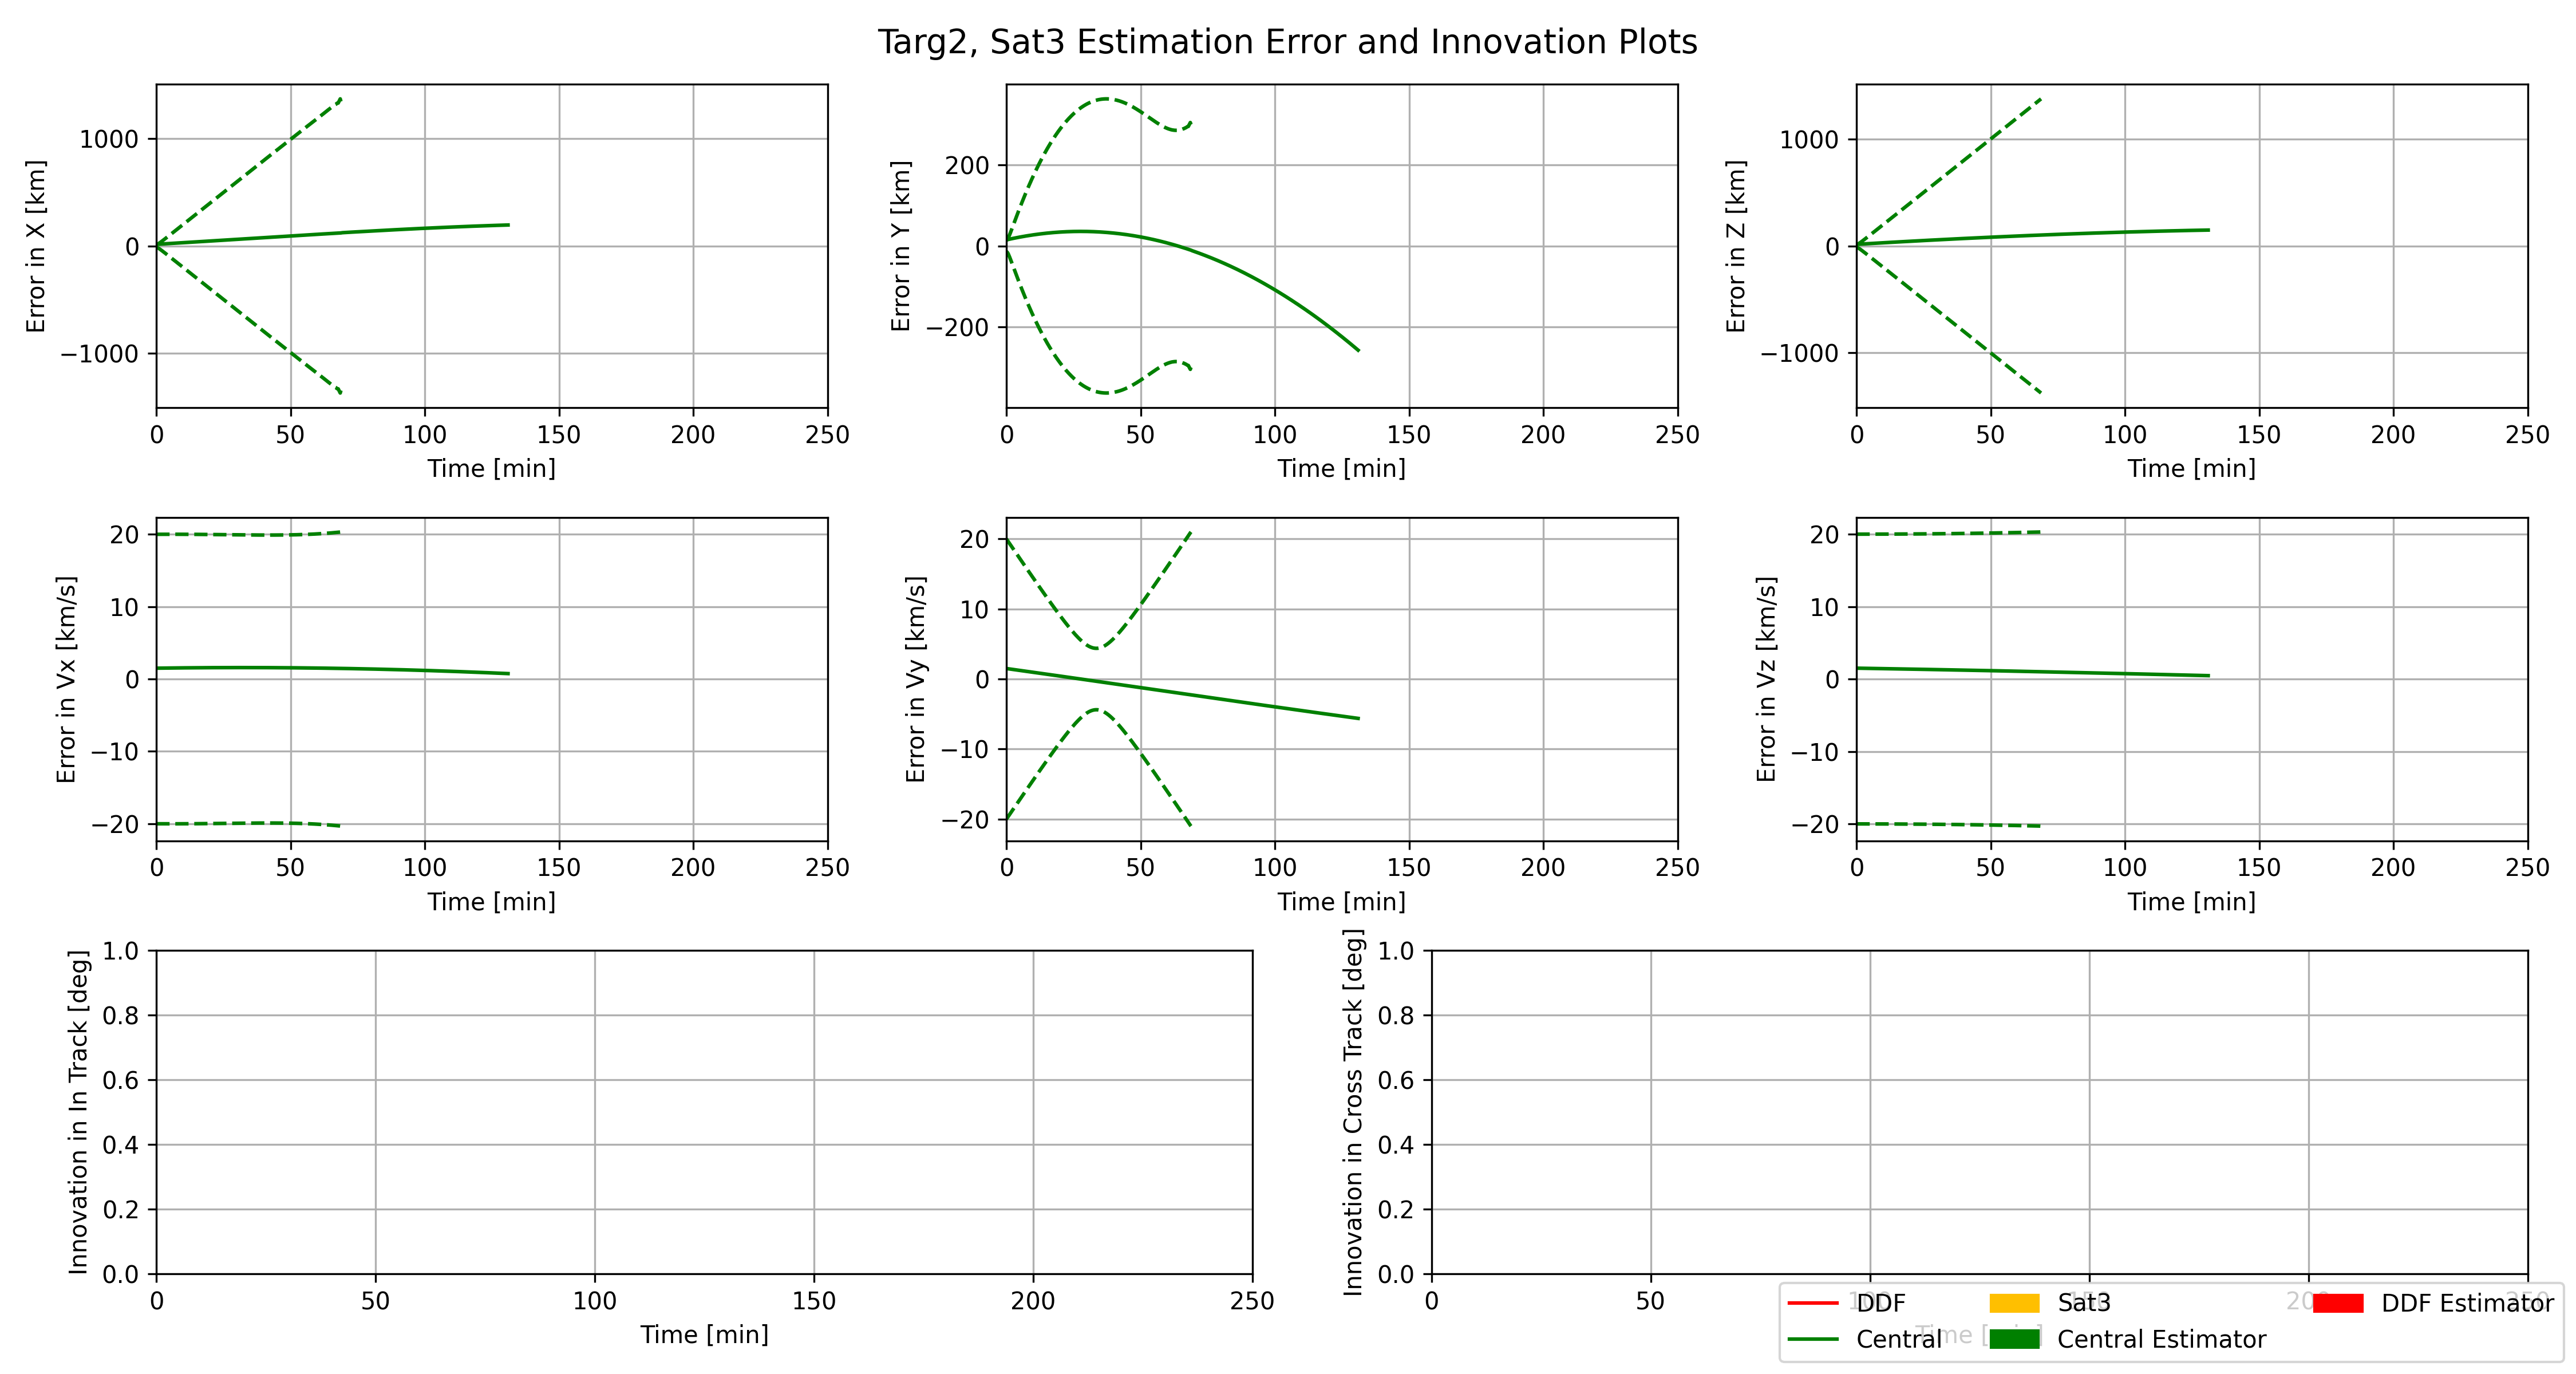 Targ2, Sat3 Estimation Error and Innovation Plots
Error in X [km]
1000
0
−1000
0 50 100 150 200 250
Time [min]
Error in Y [km]
200
0
−200
0 50 100 150 200 250
Time [min]
Error in Z [km]
1000
0
−1000
0 50 100 150 200 250
Time [min]
Error in Vx [km/s]
20
10
0
−10
−20
0 50 100 150 200 250
Time [min]
Error in Vy [km/s]
20
10
0
−10
−20
0 50 100 150 200 250
Time [min]
Error in Vz [km/s]
20
10
0
−10
−20
0 50 100 150 200 250
Time [min]
Innovation in In Track [deg]
1.0
0.8
0.6
0.4
0.2
0.0
0 50 100 150 200 250
Time [min]
Innovation in Cross Track [deg]
1.0
0.8
0.6
0.4
0.2
0.0
0 50 100 150 200 250
Time [min]
DDF
Central
Sat3
Central Estimator
DDF Estimator